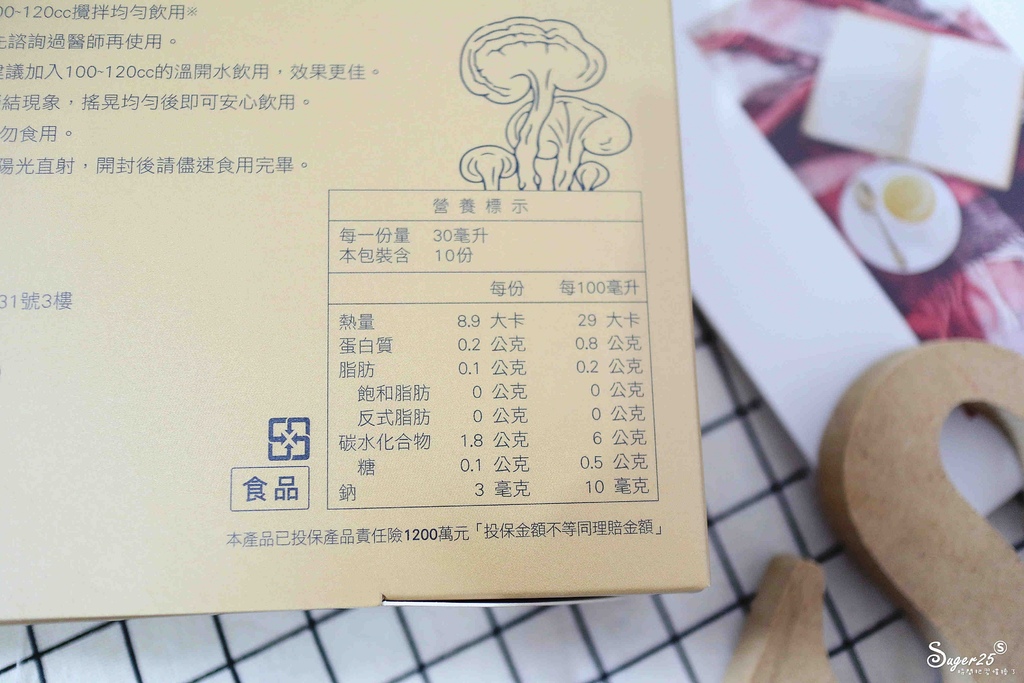 00~120cc攪拌均勻飲用※
先諮詢過醫師再使用。
建議加入100~120cc的溫開水飲用，效果更佳。
結現象，搖晃均勻後即可安心飲用。
勿食用。
陽光直射，開封後請儘速食用完畢。
31號3樓
營養標示
每一份量 30毫升
本包裝含 10份
每份 每100毫升
熱量 8.9 大卡 29 大卡
蛋白質 0.2 公克 0.8 公克
脂肪 0.1 公克 0.2 公克
飽和脂肪 0 公克 0 公克
反式脂肪 0 公克 0 公克
碳水化合物 1.8 公克 6 公克
糖 0.1 公克 0.5 公克
鈉 3 毫克 10 毫克
食品
本產品已投保產品責任險1200萬元「投保金額不等同理賠金額」
Suger25